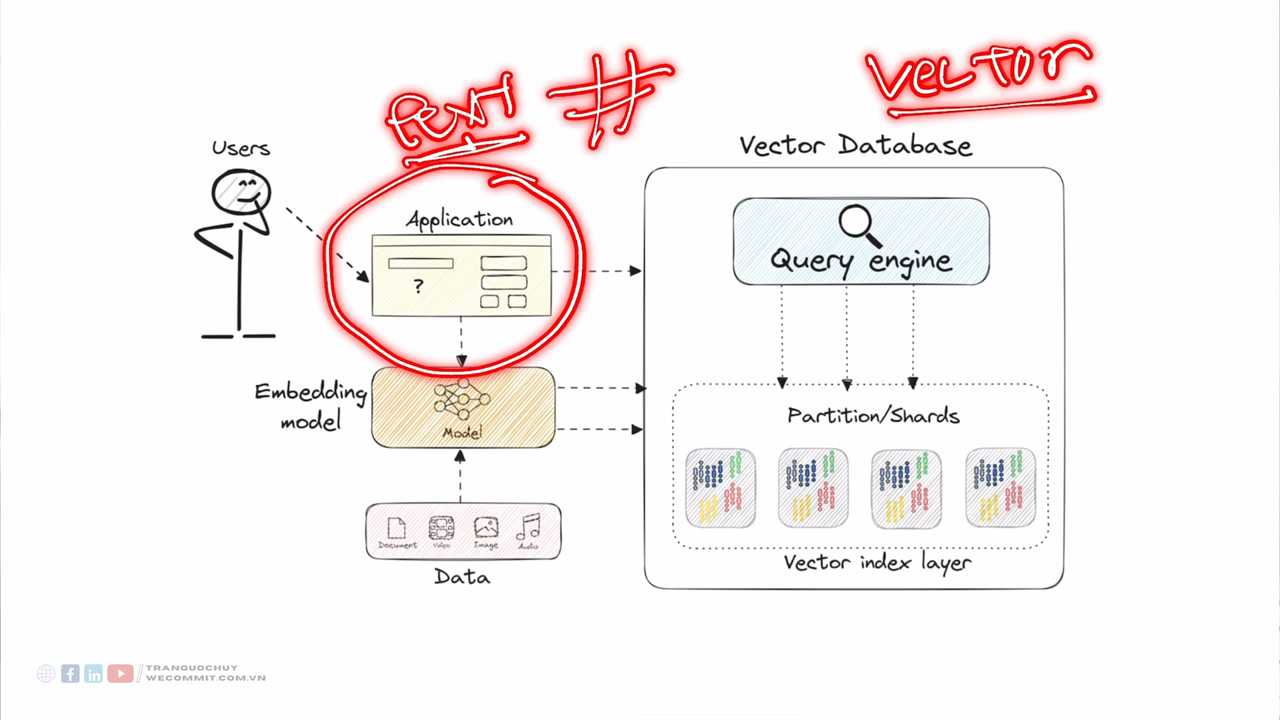 Text ≠ Vector
Users
Vector Database
Application
?
Query engine
Embedding
model
Model
Partition/Shards
Document Video Image Audio
Data
Vector index layer
TRANQUOCHUY
WECOMMIT.COM.VN